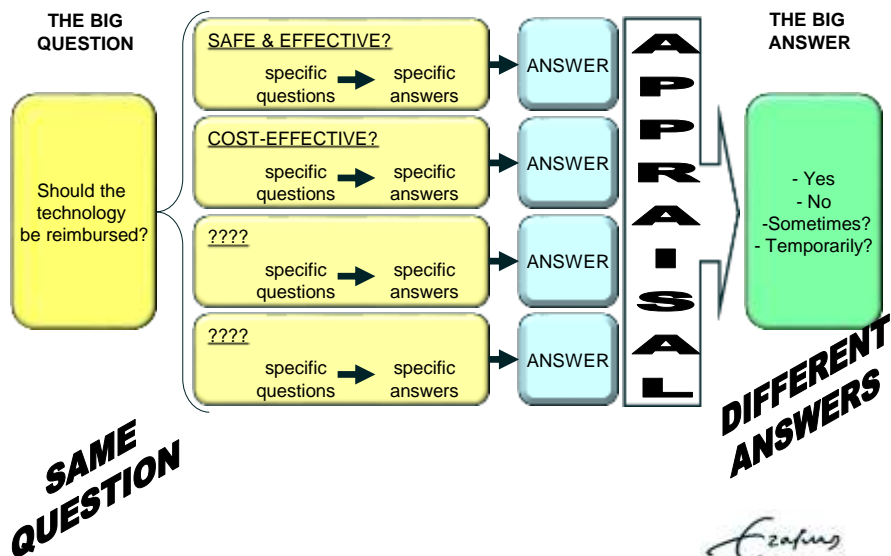 THE BIG
QUESTION
Should the
technology
be reimbursed?
SAFE & EFFECTIVE?
specific
questions
specific
answers
ANSWER
COST-EFFECTIVE?
specific
questions
specific
answers
ANSWER
????
specific
questions
specific
answers
ANSWER
????
specific
questions
specific
answers
ANSWER
APPRAISAL
THE BIG
ANSWER
- Yes
- No
-Sometimes?
- Temporarily?
SAME
QUESTION
DIFFERENT
ANSWERS
Erasmus